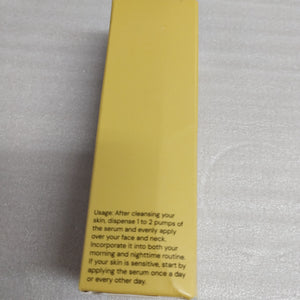 Usage: After cleansing your
skin, dispense 1 to 2 pumps of
the serum and evenly apply
over your face and neck.
Incorporate it into both your
morning and nighttime routine.
If your skin is sensitive, start by
applying the serum once a day
or every other day.